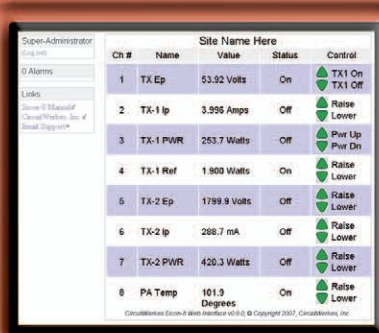 Super-Administrator
(Log out)
0 Alarms
Links
Email Support
Site Name Here
Ch # Name Value Status Control
1 TX Ep 53.92 Volts On TX1 On
TX1 Off
2 TX-1 Ip 3.996 Amps Off Raise
Lower
3 TX-1 PWR 253.7 Watts Off Pwr Up
Pwr Dn
4 TX-1 Ref 1.900 Watts On Raise
Lower
5 TX-2 Ep 1799.9 Volts Off Raise
Lower
6 TX-2 Ip 288.7 mA Off Raise
Lower
7 TX-2 PWR 420.3 Watts Off Raise
Lower
8 PA Temp 101.9
Degrees On Raise
Lower
CircuitWerkes Sicon-8 Web Interface v0.9.0, © Copyright 2007, CircuitWerkes, Inc